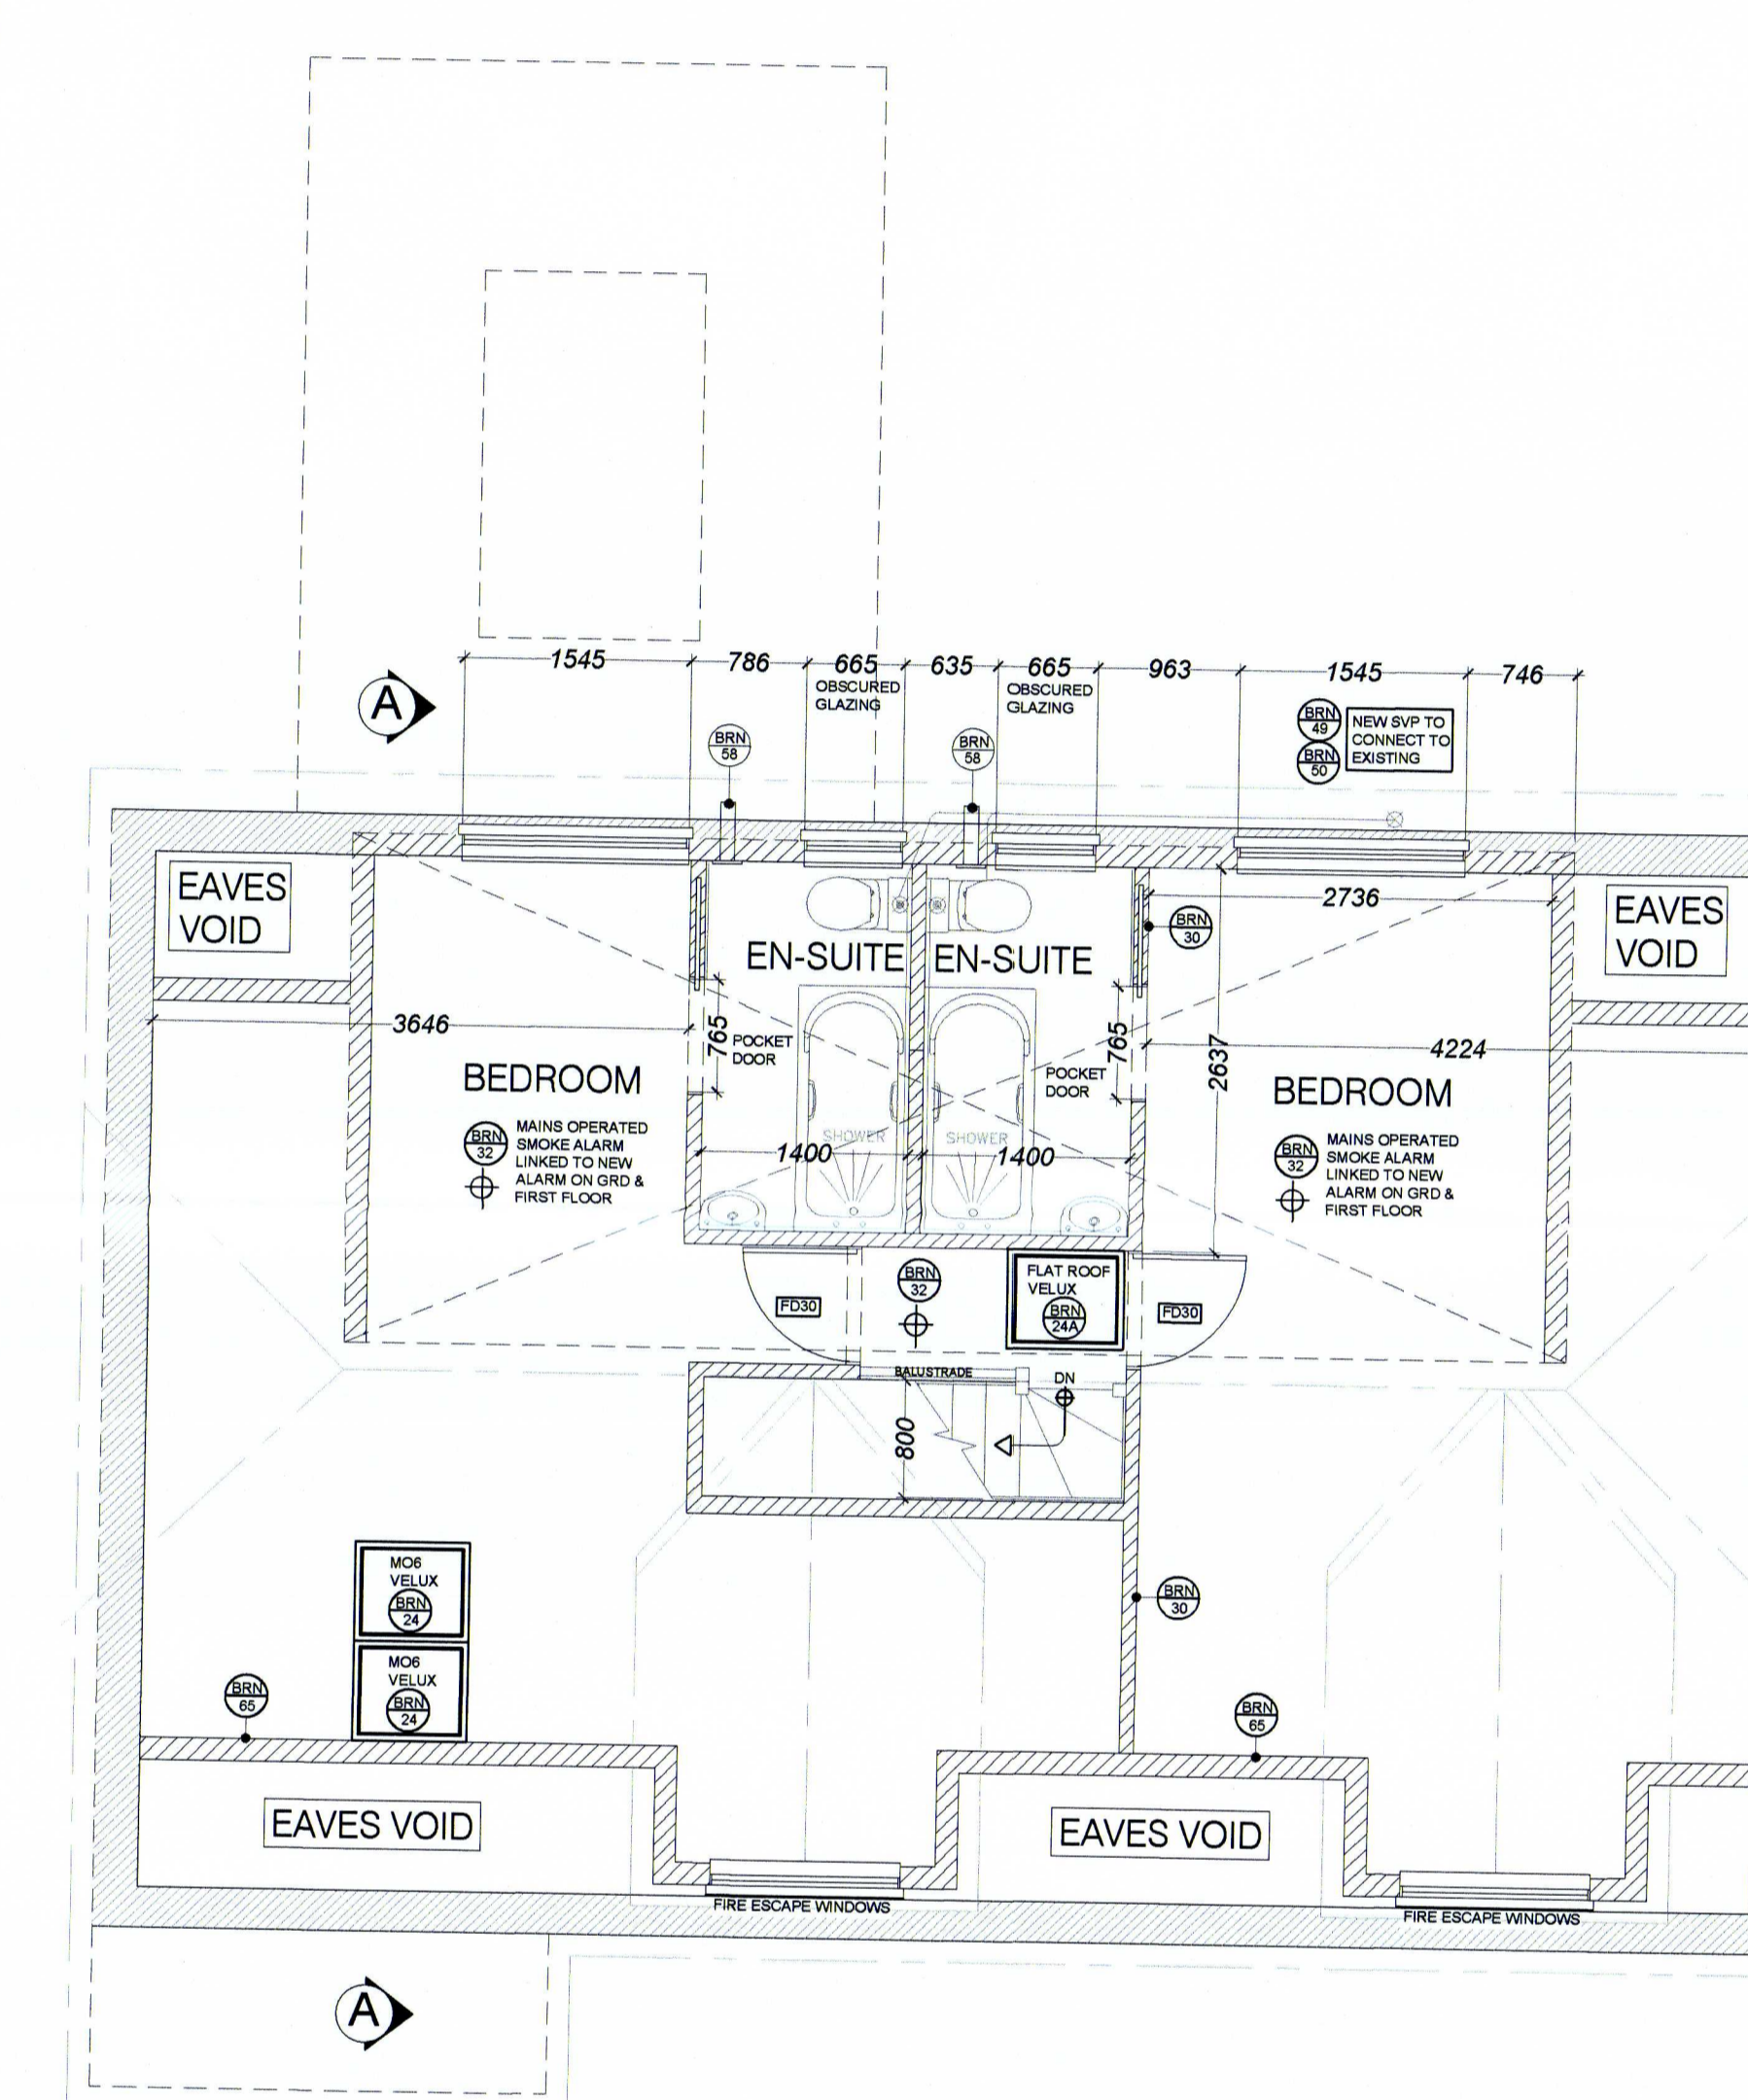 1545 786 665 635 665 963 1545 746
OBSCURED
GLAZING
OBSCURED
GLAZING
A
BRN
58
BRN
58
BRN
49
BRN
50
NEW SVP TO
CONNECT TO
EXISTING
EAVES
VOID
2736
EAVES
VOID
BRN
30
EN-SUITE EN-SUITE
3646
765
POCKET
DOOR
765
POCKET
DOOR
2637
4224
BEDROOM
BEDROOM
BRN
32
MAINS OPERATED
SMOKE ALARM
LINKED TO NEW
ALARM ON GRD &
FIRST FLOOR
SHOWER
SHOWER
1400
1400
BRN
32
MAINS OPERATED
SMOKE ALARM
LINKED TO NEW
ALARM ON GRD &
FIRST FLOOR
FD30
BRN
32
FLAT ROOF
VELUX
BRN
24A
FD30
BALUSTRADE
DN
800
MO6
VELUX
BRN
24
MO6
VELUX
BRN
24
BRN
30
BRN
65
BRN
65
EAVES VOID
EAVES VOID
FIRE ESCAPE WINDOWS
FIRE ESCAPE WINDOWS
A